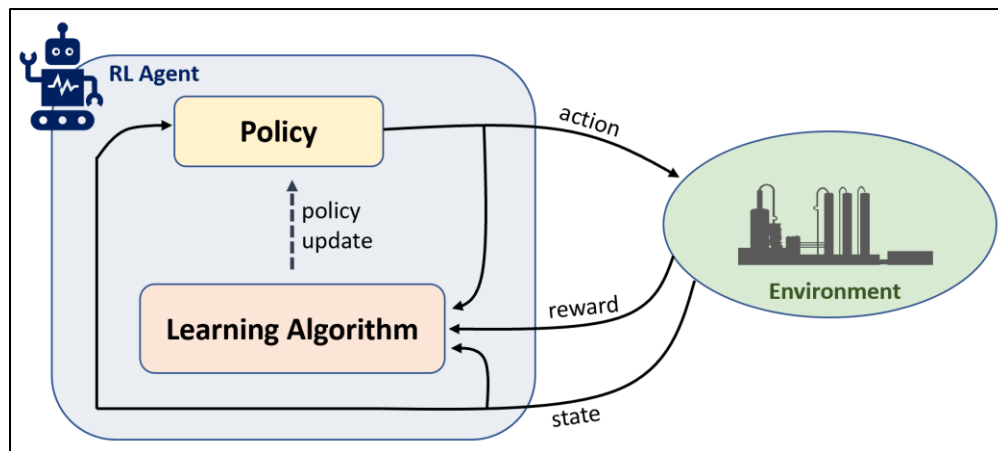 RL Agent
Policy
action
policy
update
Learning Algorithm
reward
Environment
state